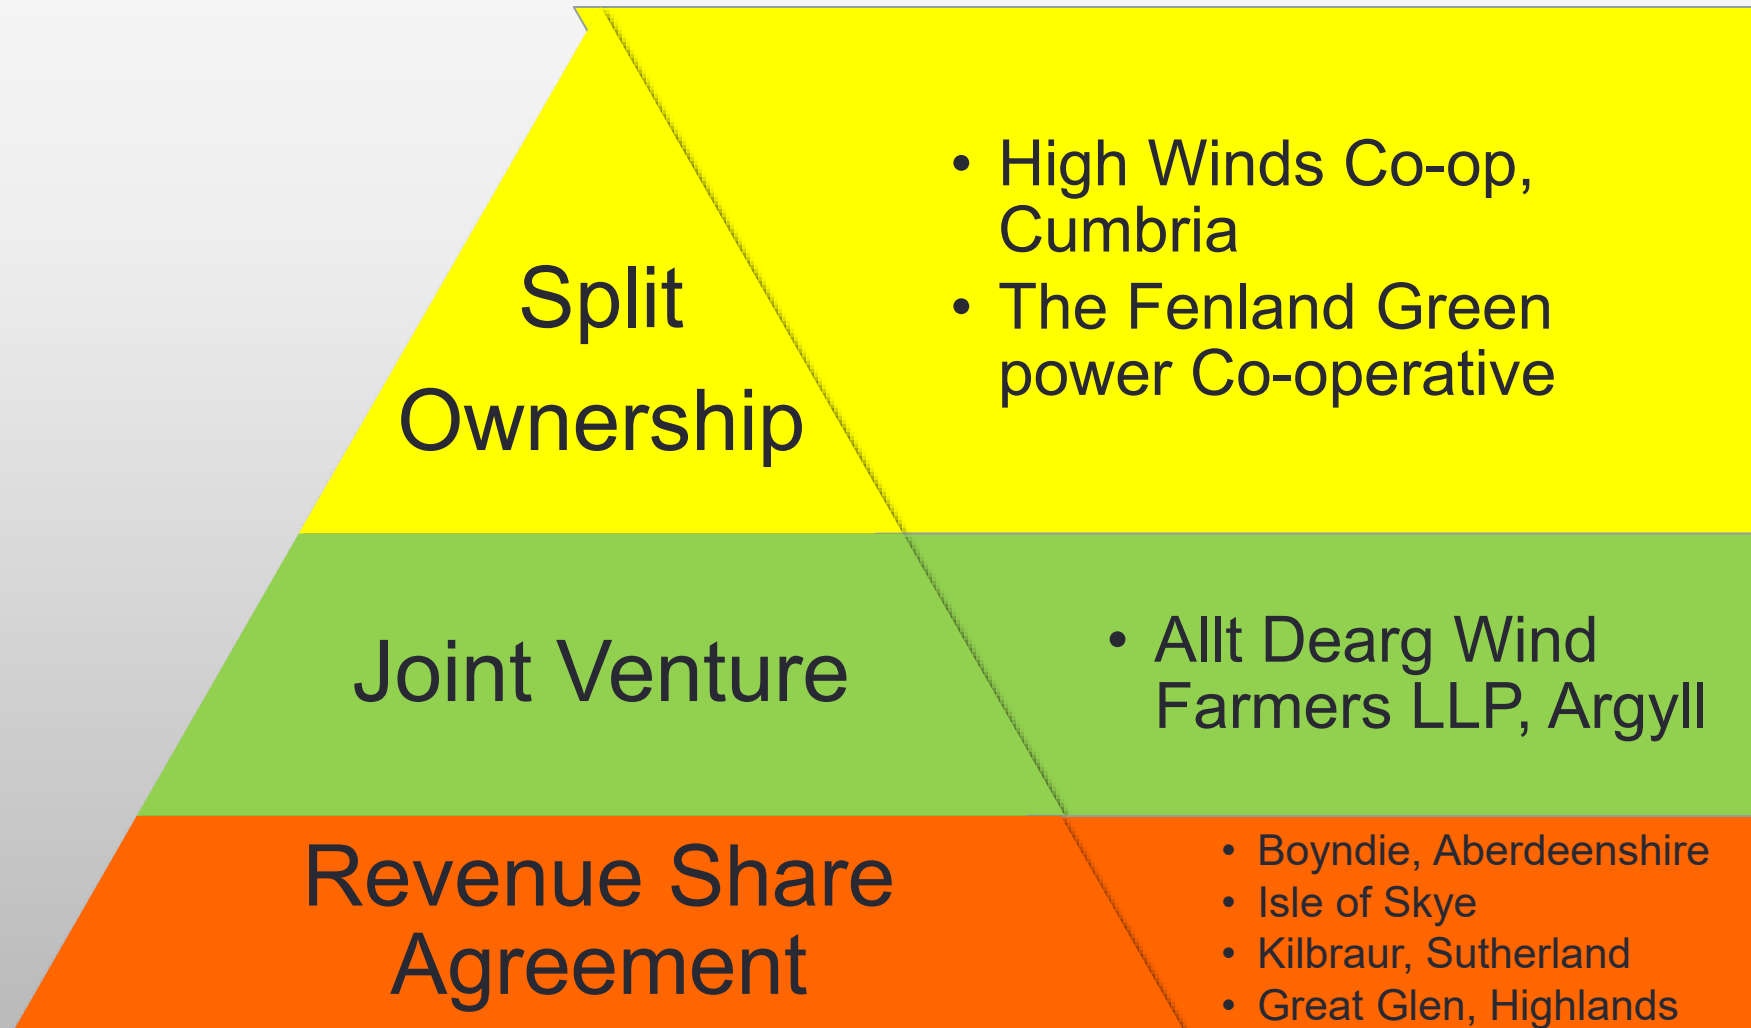 Split
Ownership
• High Winds Co-op,
Cumbria
• The Fenland Green
power Co-operative
Joint Venture
• Allt Dearg Wind
Farmers LLP, Argyll
Revenue Share
Agreement
• Boyndie, Aberdeenshire
• Isle of Skye
• Kilbraur, Sutherland
• Great Glen, Highlands